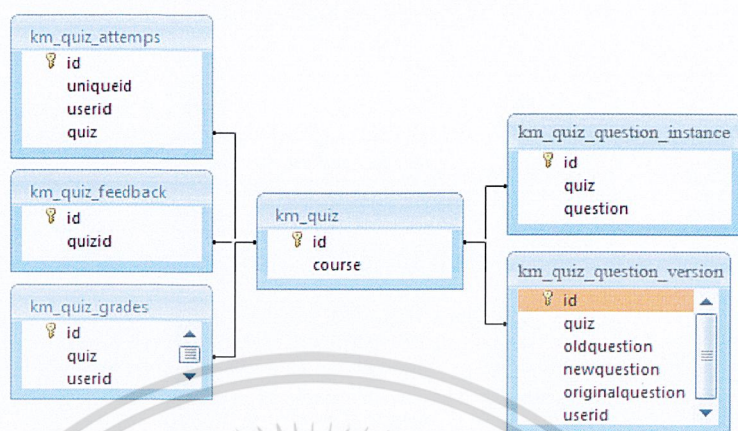 km_quiz_attemps
id
uniqueid
userid
quiz
km_quiz_feedback
id
quizid
km_quiz_grades
id
quiz
userid
km_quiz
id
course
km_quiz_question_instance
id
quiz
question
km_quiz_question_version
id
quiz
oldquestion
newquestion
originalquestion
userid